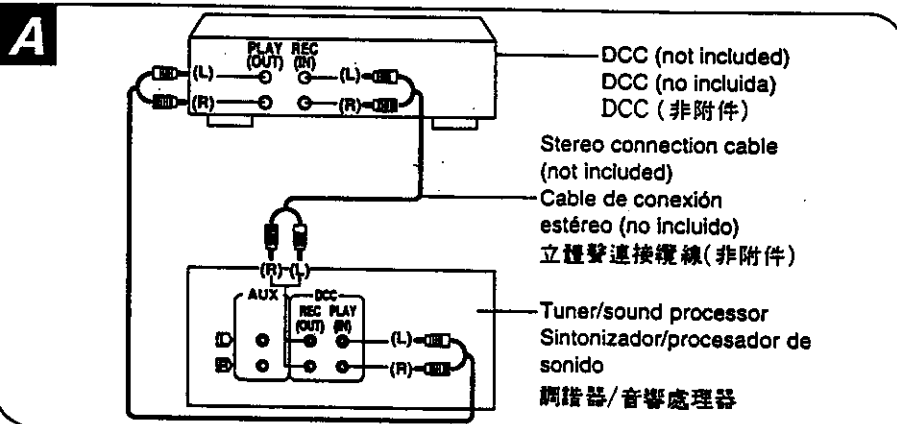 A
PLAY REC
(OUT) (IN)
(L) (L)
(R) (R)
DCC (not included)
DCC (no incluida)
DCC (非附件)
Stereo connection cable
(not included)
Cable de conexión
estéreo (no incluido)
立體聲連接纜線(非附件)
(R) (L)
AUX DCC
REC PLAY
(OUT) (IN)
(L) (L)
(R) (R)
Tuner/sound processor
Sintonizador/procesador de
sonido
調諧器/音響處理器